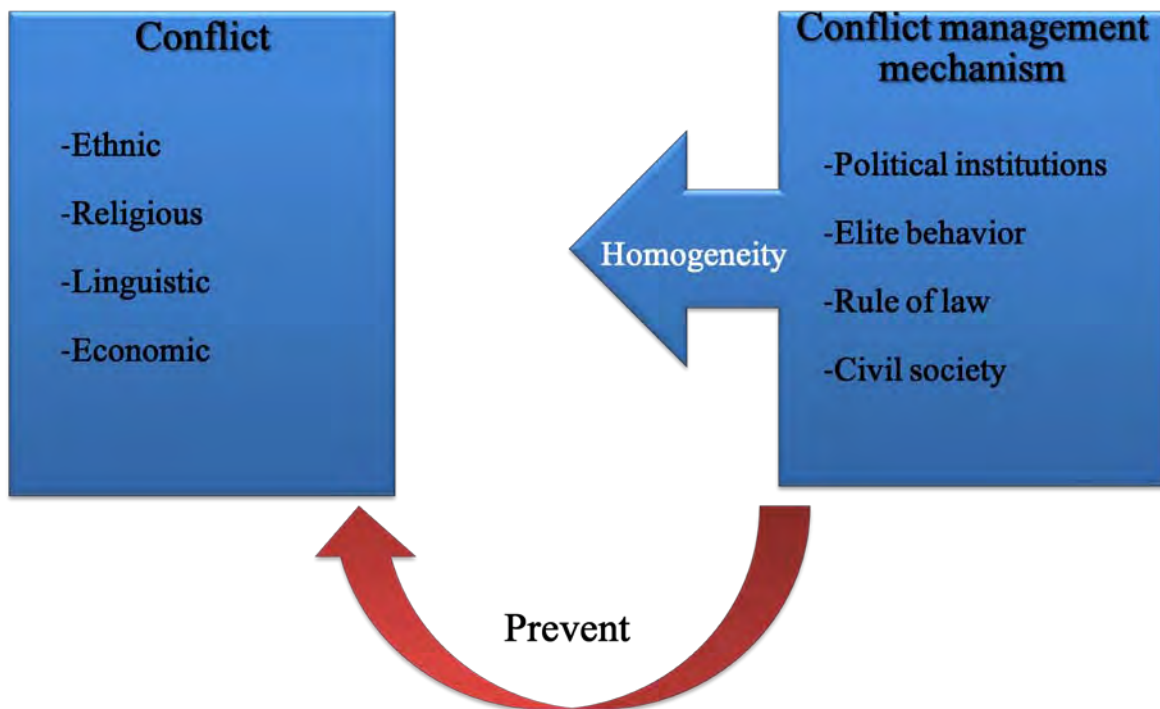 Conflict
-Ethnic
-Religious
-Linguistic
-Economic
Homogeneity
Conflict management
mechanism
-Political institutions
-Elite behavior
-Rule of law
-Civil society
Prevent